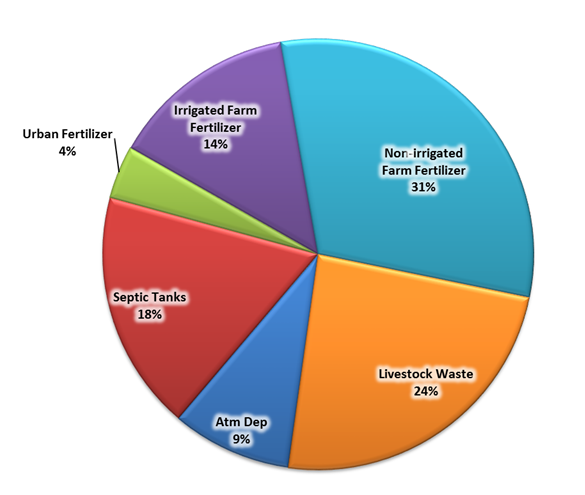 Irrigated Farm
Fertilizer
14%
Non-irrigated
Farm Fertilizer
31%
Urban Fertilizer
4%
Septic Tanks
18%
Livestock Waste
24%
Atm Dep
9%